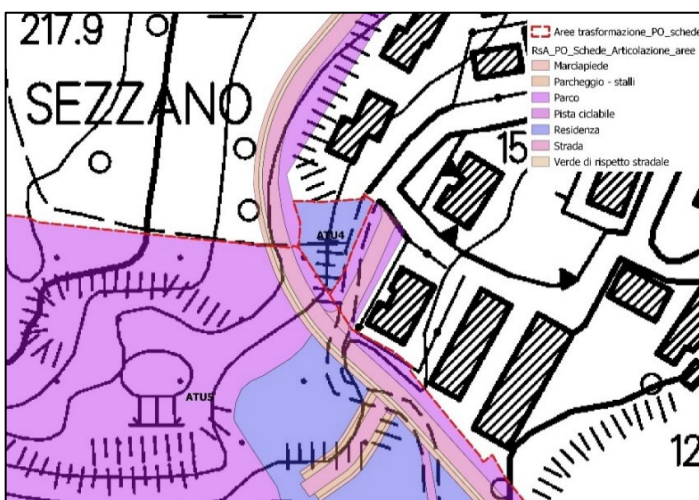 217.9
SEZZANO
ATU4
ATU5
15
12
Aree trasformazione_PO_schede
RsA_PO_Schede_Articolazione_aree
Marciapiede
Parcheggio - stalli
Parco
Pista ciclabile
Residenza
Strada
Verde di rispetto stradale